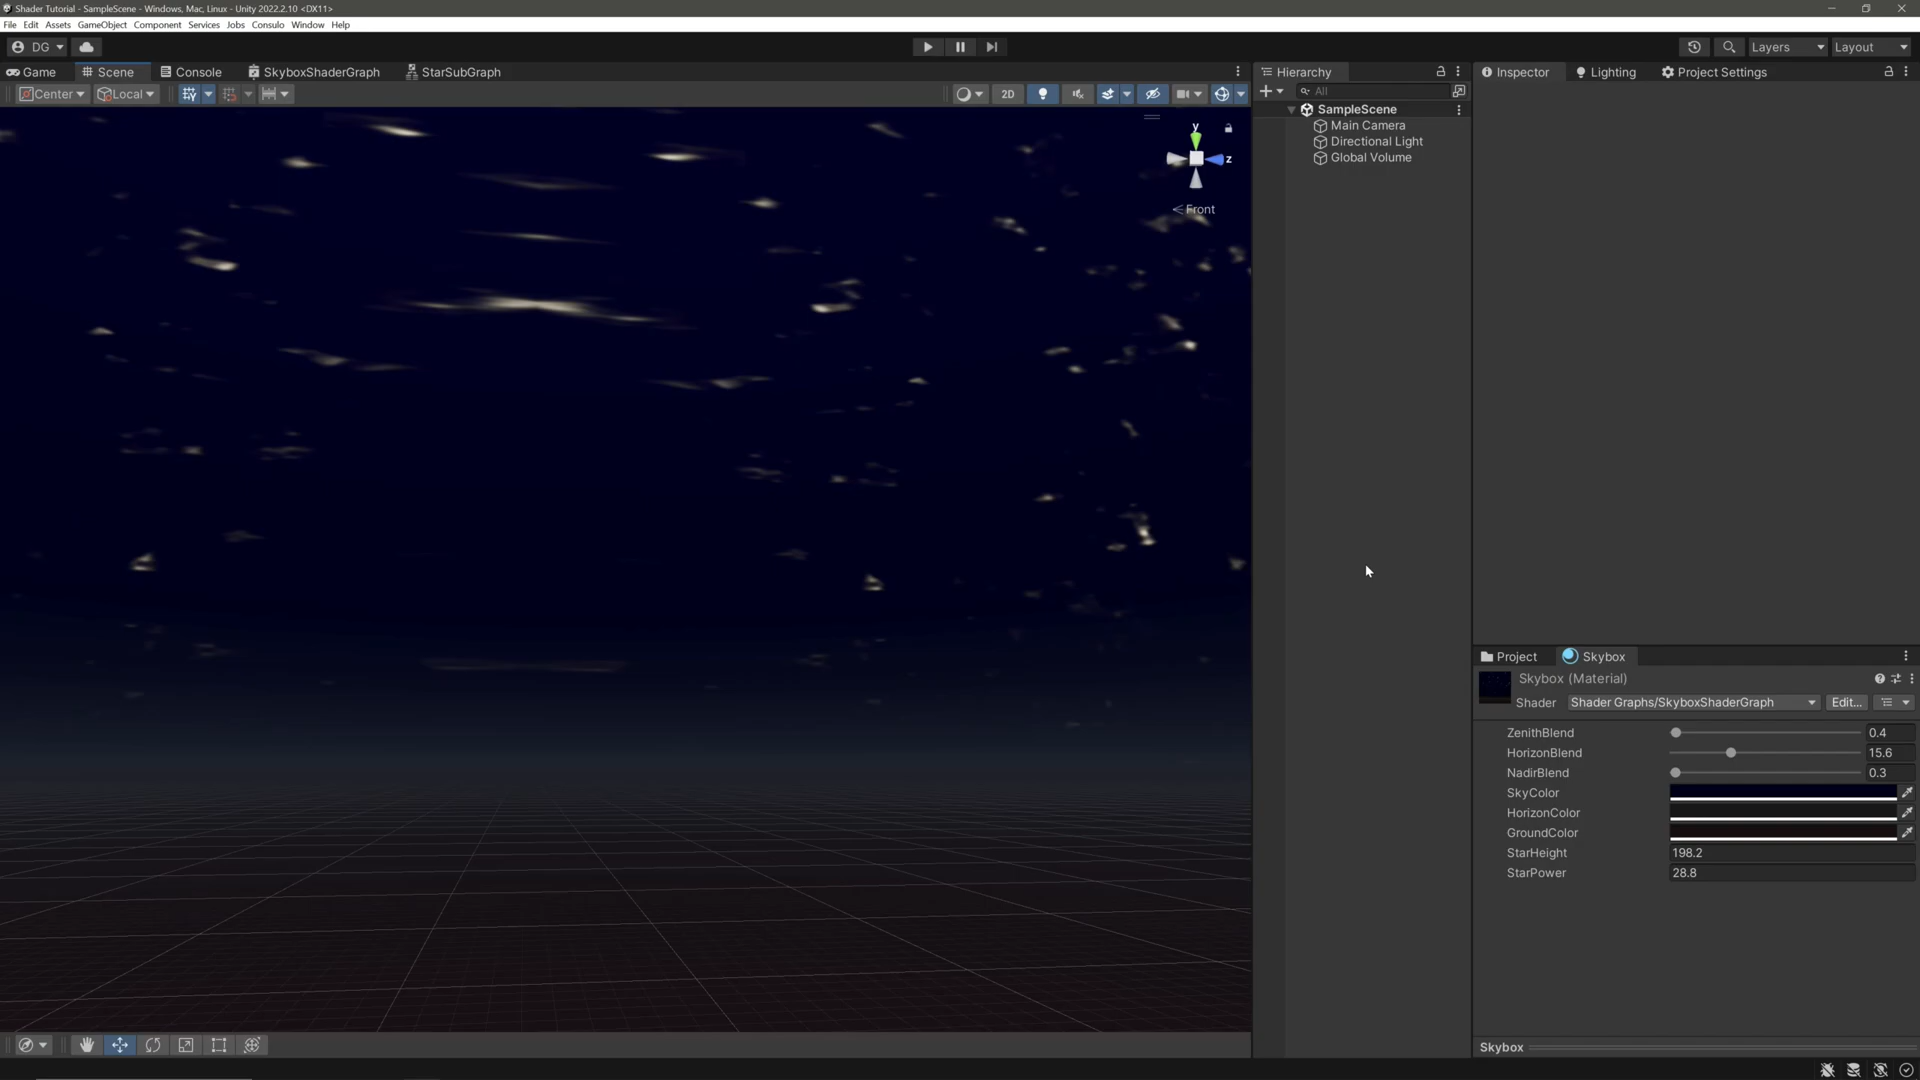 Shader Tutorial - SampleScene - Windows, Mac, Linux - Unity 2022.2.10 <DX11>
File Edit Assets GameObject Component Services Jobs Consulo Window Help
DG Layers Layout
Game Scene Console SkyboxShaderGraph StarSubGraph
Center Local 2D
y
z
Front
Hierarchy
All
SampleScene
Main Camera
Directional Light
Global Volume
Inspector Lighting Project Settings
Project Skybox
Skybox (Material)
Shader Shader Graphs/SkyboxShaderGraph Edit...
ZenithBlend 0.4
HorizonBlend 15.6
NadirBlend 0.3
SkyColor
HorizonColor
GroundColor
StarHeight 198.2
StarPower 28.8
Skybox